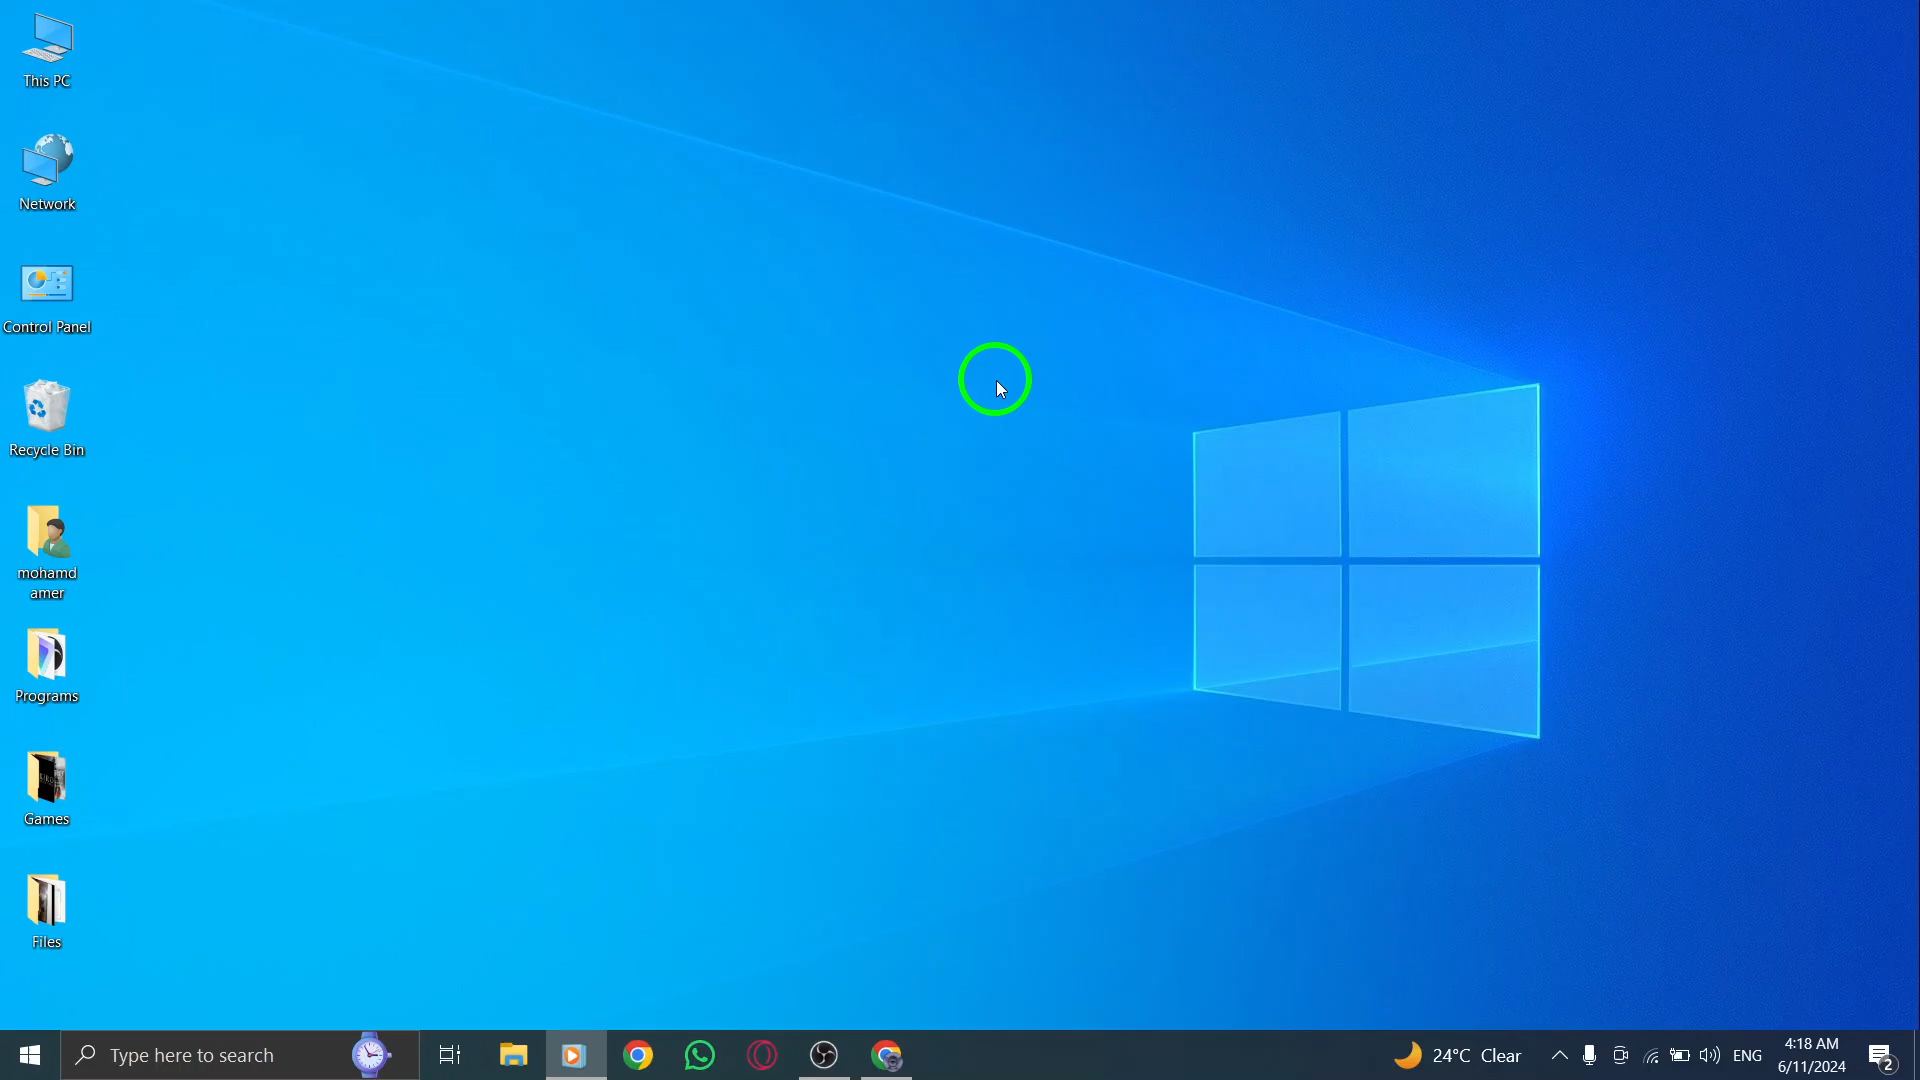 This PC
Network
Control Panel
Recycle Bin
mohamd
amer
Programs
Games
Files
Type here to search
24°C Clear
ENG
4:18 AM
6/11/2024
2